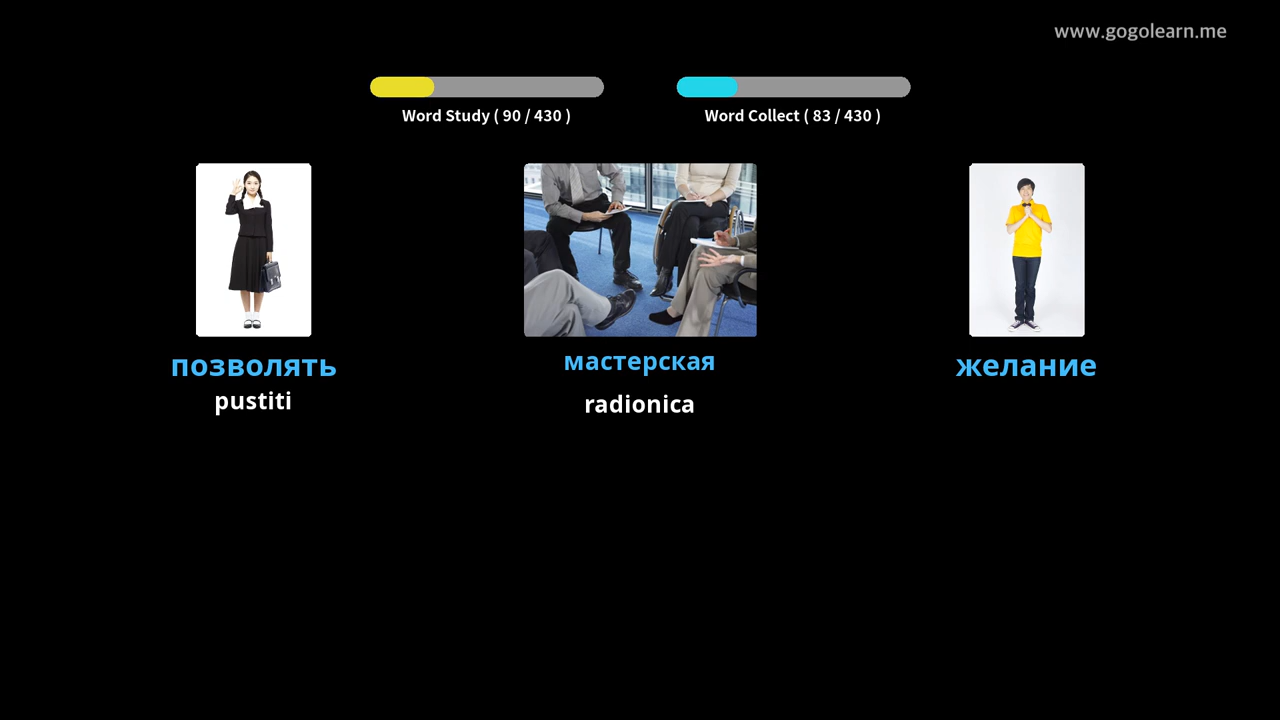 www.gogolearn.me
Word Study ( 90 / 430 )
Word Collect ( 83 / 430 )
позволять
pustiti
мастерская
radionica
желание